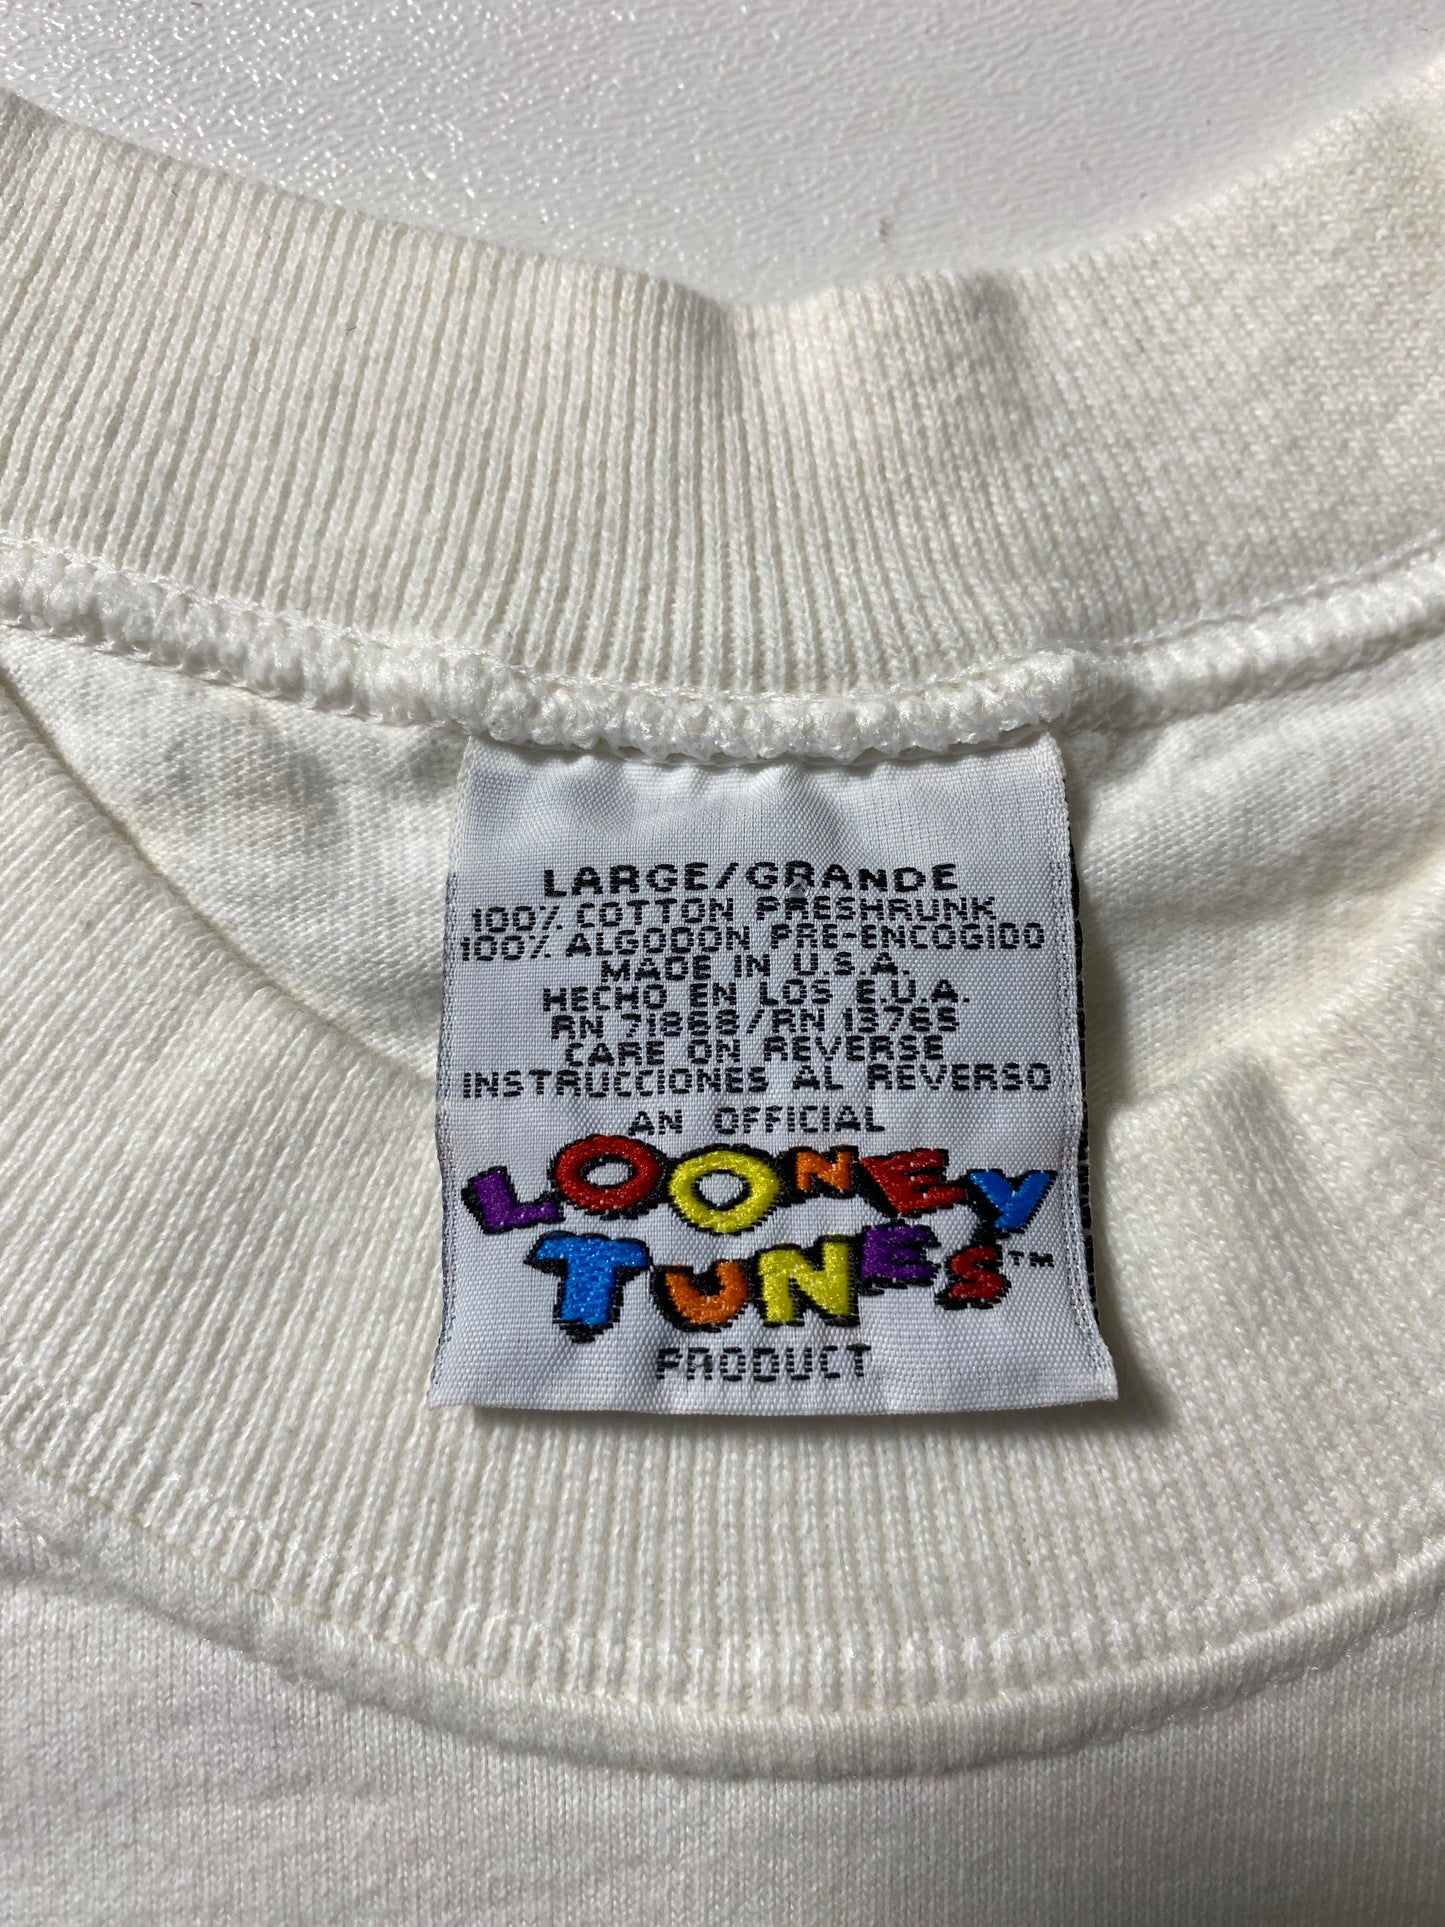 LARGE/GRANDE
100% COTTON PRESHRUNK
100% ALGODON PRE-ENCOGIDO
MADE IN U.S.A.
HECHO EN LOS E.U.A.
RN 71868/RN 13765
CARE ON REVERSE
INSTRUCCIONES AL REVERSO
AN OFFICIAL
LOONEY
TUNES™
PRODUCT